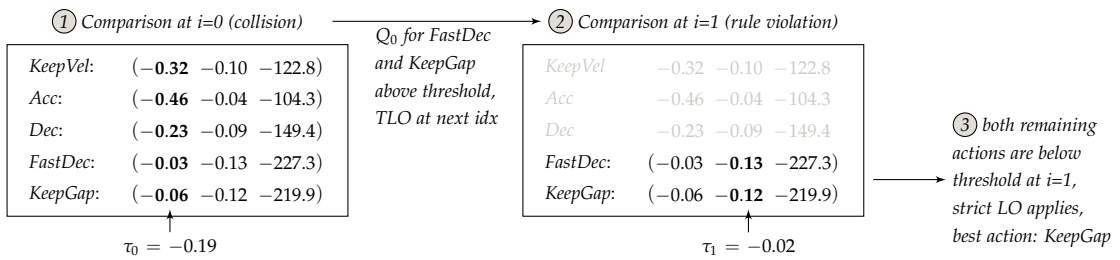 1 Comparison at i=0 (collision)
KeepVel: (−0.32 −0.10 −122.8)
Acc: (−0.46 −0.04 −104.3)
Dec: (−0.23 −0.09 −149.4)
FastDec: (−0.03 −0.13 −227.3)
KeepGap: (−0.06 −0.12 −219.9)
τ0 = −0.19
Q0 for FastDec
and KeepGap
above threshold,
TLO at next idx
2 Comparison at i=1 (rule violation)
KeepVel −0.32 −0.10 −122.8
Acc −0.46 −0.04 −104.3
Dec −0.23 −0.09 −149.4
FastDec: (−0.03 −0.13 −227.3)
KeepGap: (−0.06 −0.12 −219.9)
τ1 = −0.02
3 both remaining
actions are below
threshold at i=1,
strict LO applies,
best action: KeepGap